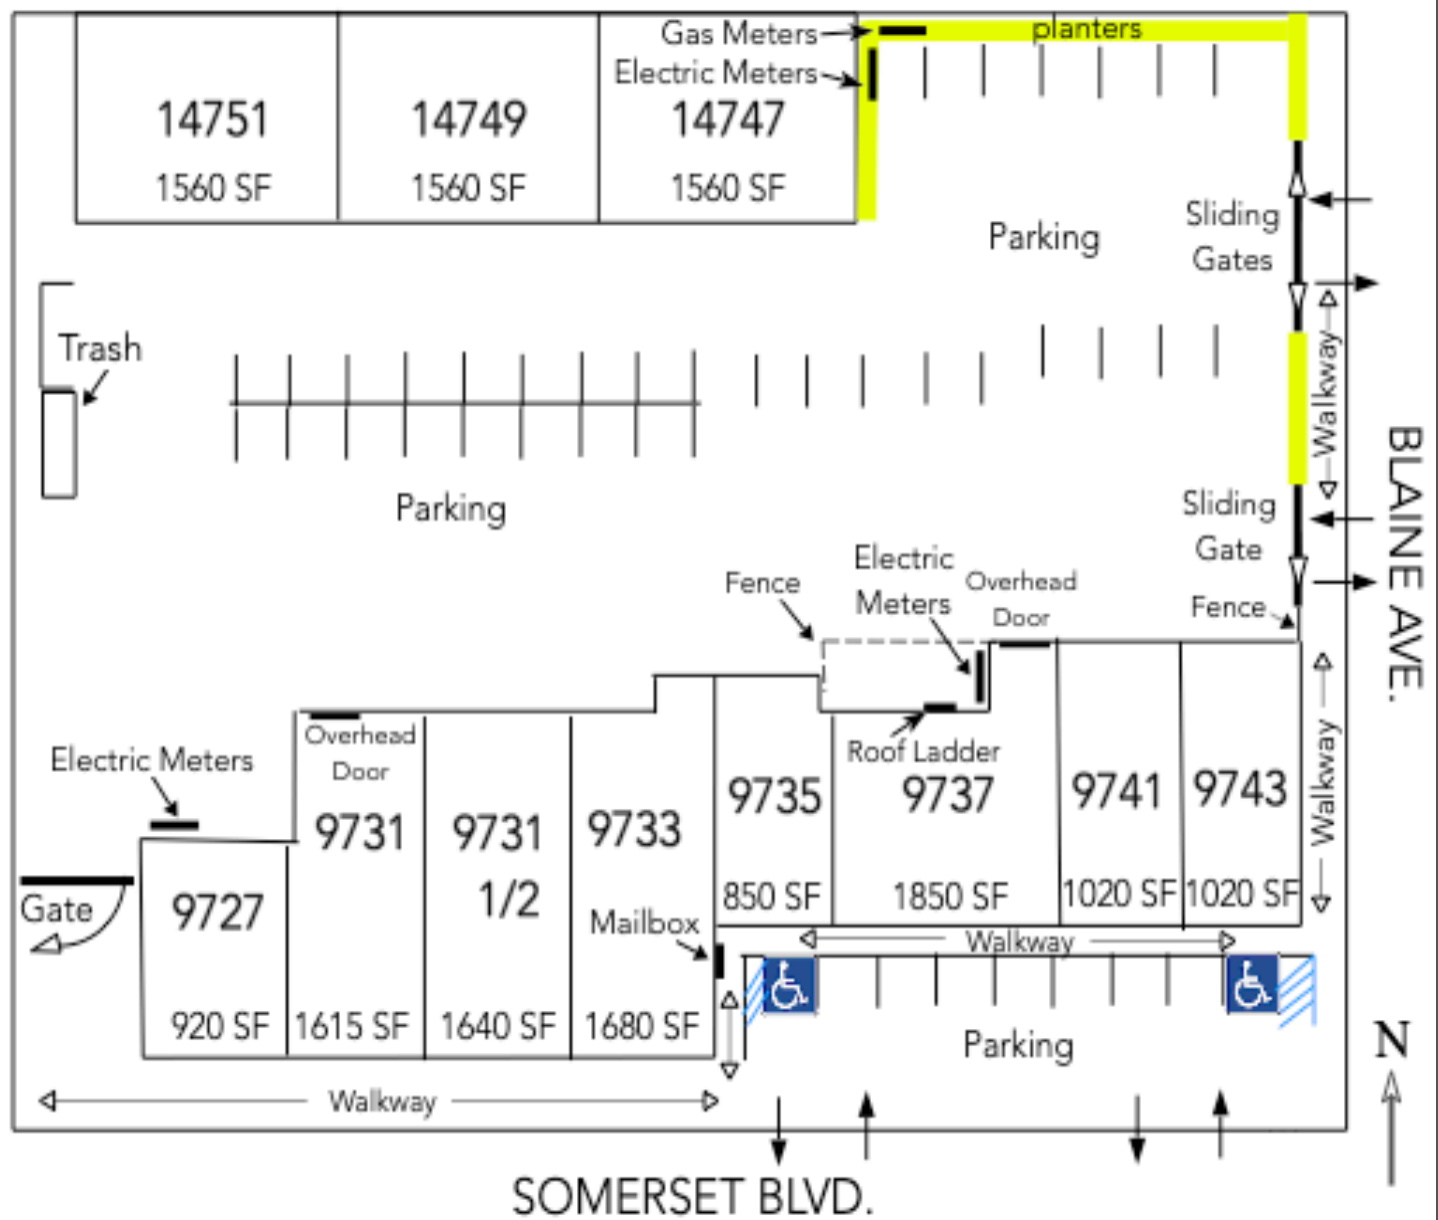 Gas Meters
planters
Electric Meters
14751
14749
14747
1560 SF
1560 SF
1560 SF
Parking
Sliding
Gates
Trash
Walkway
BLAINE AVE.
Parking
Sliding
Gate
Fence
Electric
Meters
Overhead
Door
Fence
Electric Meters
Overhead
Door
Roof Ladder
Walkway
9731
9731
1/2
9733
9735
9737
9741
9743
Gate
9727
Mailbox
850 SF
1850 SF
1020 SF
1020 SF
Walkway
920 SF
1615 SF
1640 SF
1680 SF
Parking
N
Walkway
SOMERSET BLVD.